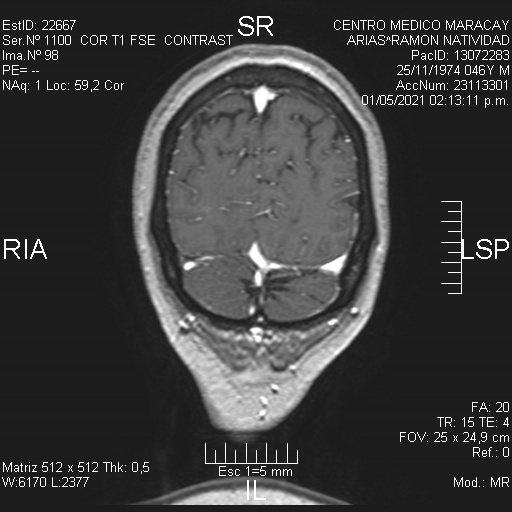 EstID: 22667
Ser.Nº 1100 COR T1 FSE CONTRAST
Ima.Nº 98
PE= --
NAq: 1 Loc: 59,2 Cor
SR
CENTRO MEDICO MARACAY
ARIAS^RAMON NATIVIDAD
PacID: 13072283
25/11/1974 046Y M
AccNum: 23113301
01/05/2021 02:13:11 p.m.
RIA
LSP
FA: 20
TR: 15 TE: 4
FOV: 25 x 24,9 cm
Ref.: 0
Mod.: MR
Matriz 512 x 512 Thk: 0,5
W:6170 L:2377
Esc 1=5 mm
IL